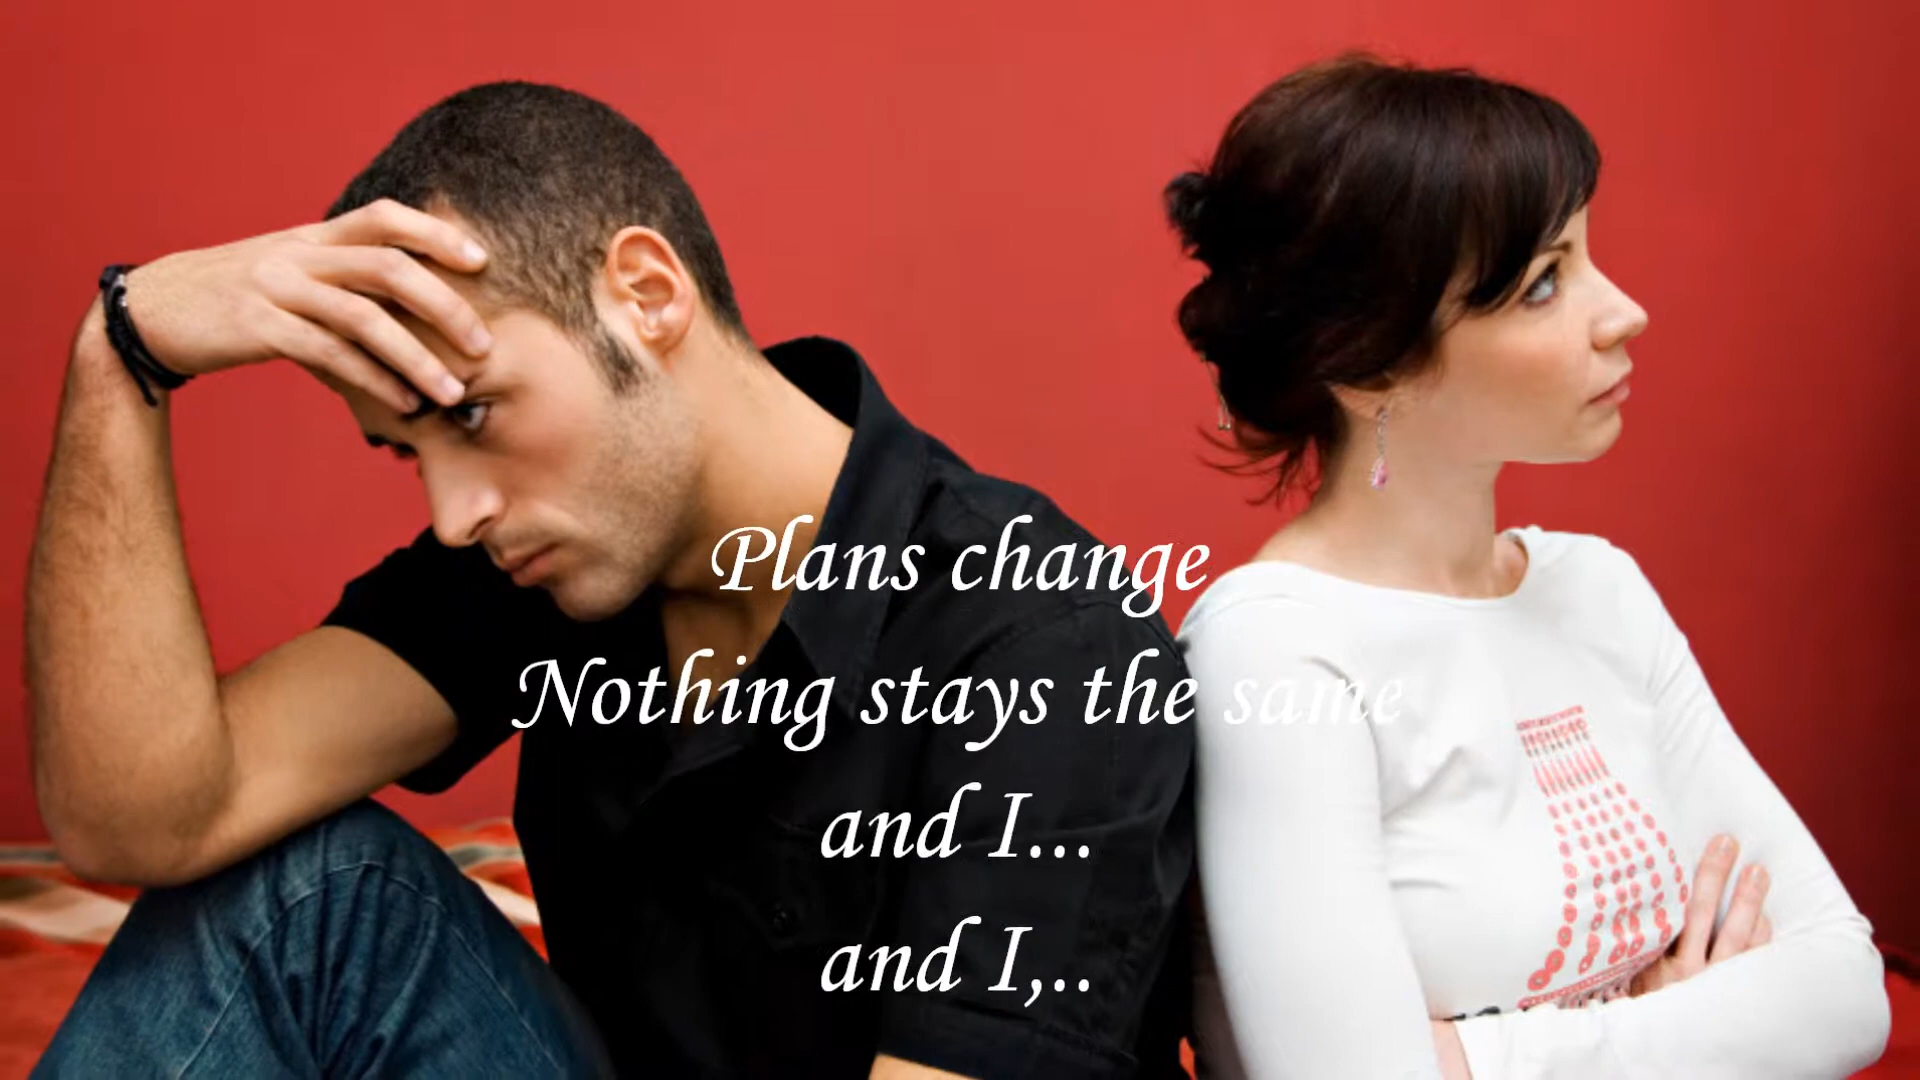 Plans change
Nothing stays the same
and I...
and I,..